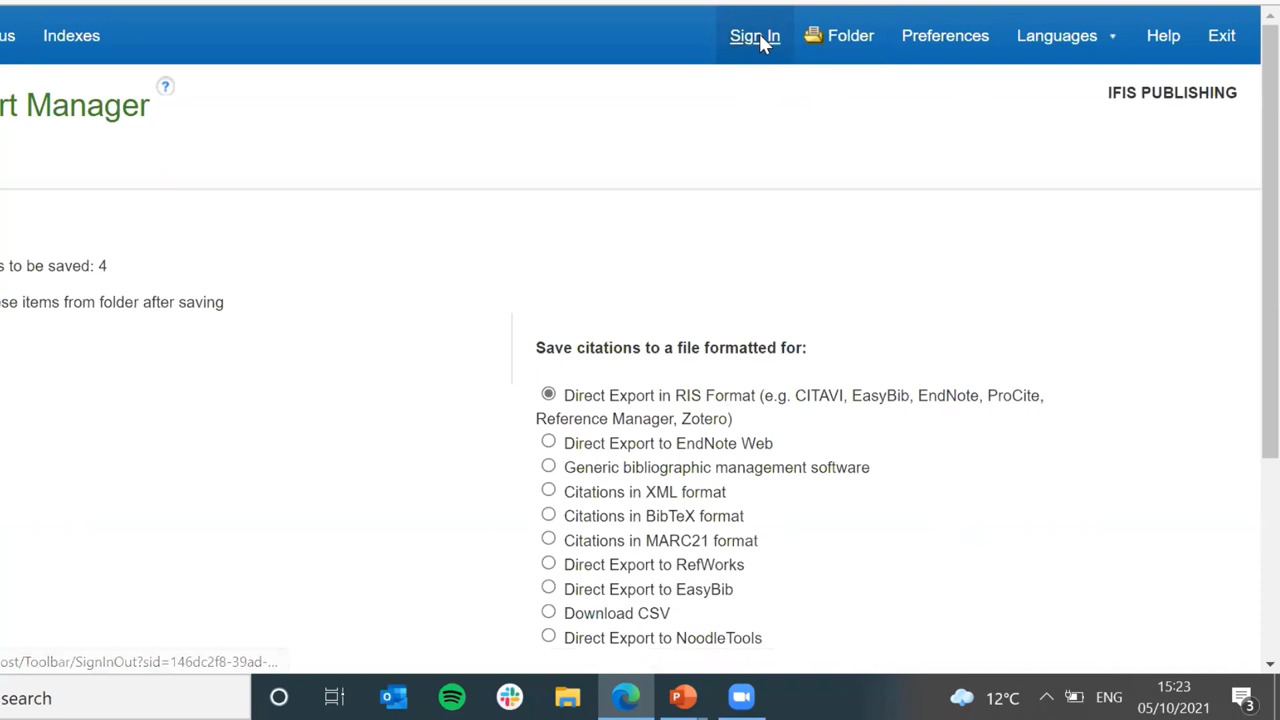 us Indexes Sign In Folder Preferences Languages Help Exit
rt Manager ?
IFIS PUBLISHING
s to be saved: 4
se items from folder after saving
Save citations to a file formatted for:
Direct Export in RIS Format (e.g. CITAVI, EasyBib, EndNote, ProCite,
Reference Manager, Zotero)
Direct Export to EndNote Web
Generic bibliographic management software
Citations in XML format
Citations in BibTeX format
Citations in MARC21 format
Direct Export to RefWorks
Direct Export to EasyBib
Download CSV
Direct Export to NoodleTools
ost/Toolbar/SignInOut?sid=146dc2f8-39ad-...
search
12°C ENG 15:23
05/10/2021 3